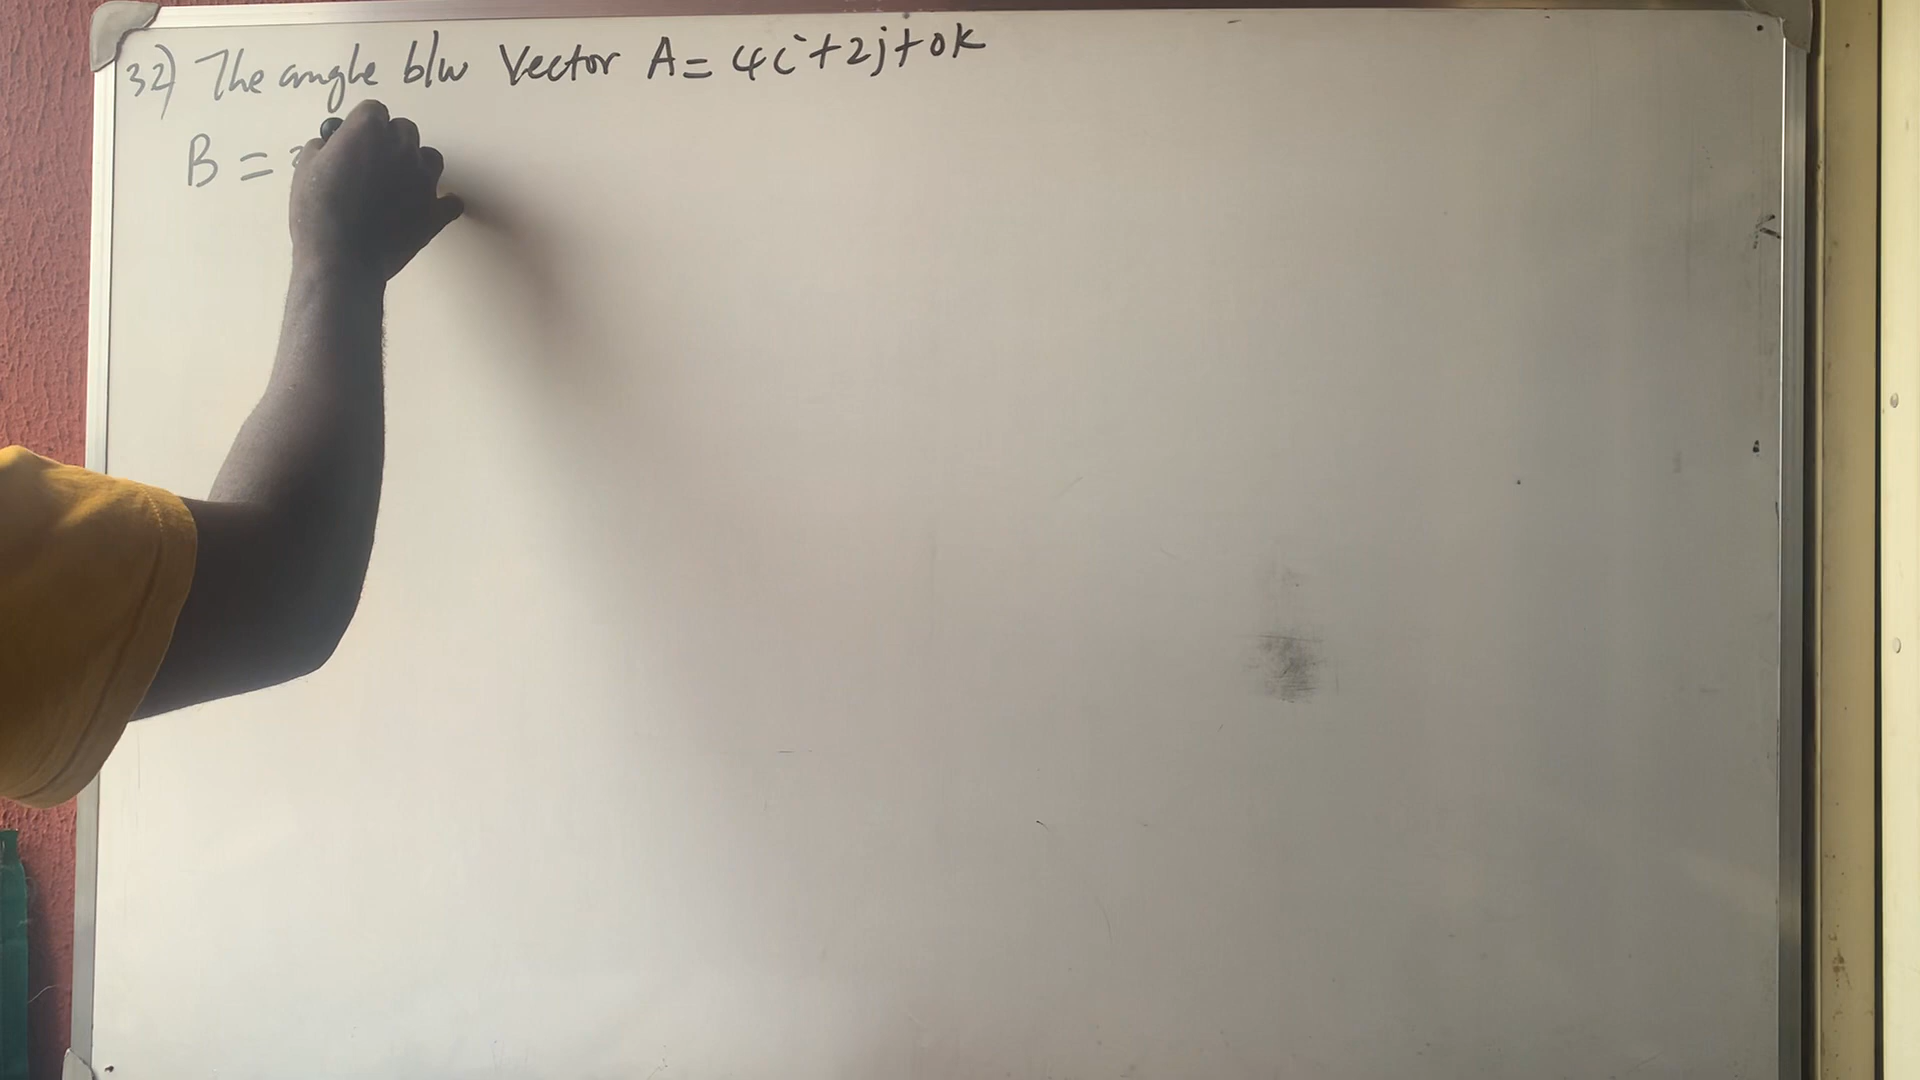 32) The angle b/w Vector A = 4i + 2j + 0k
B =